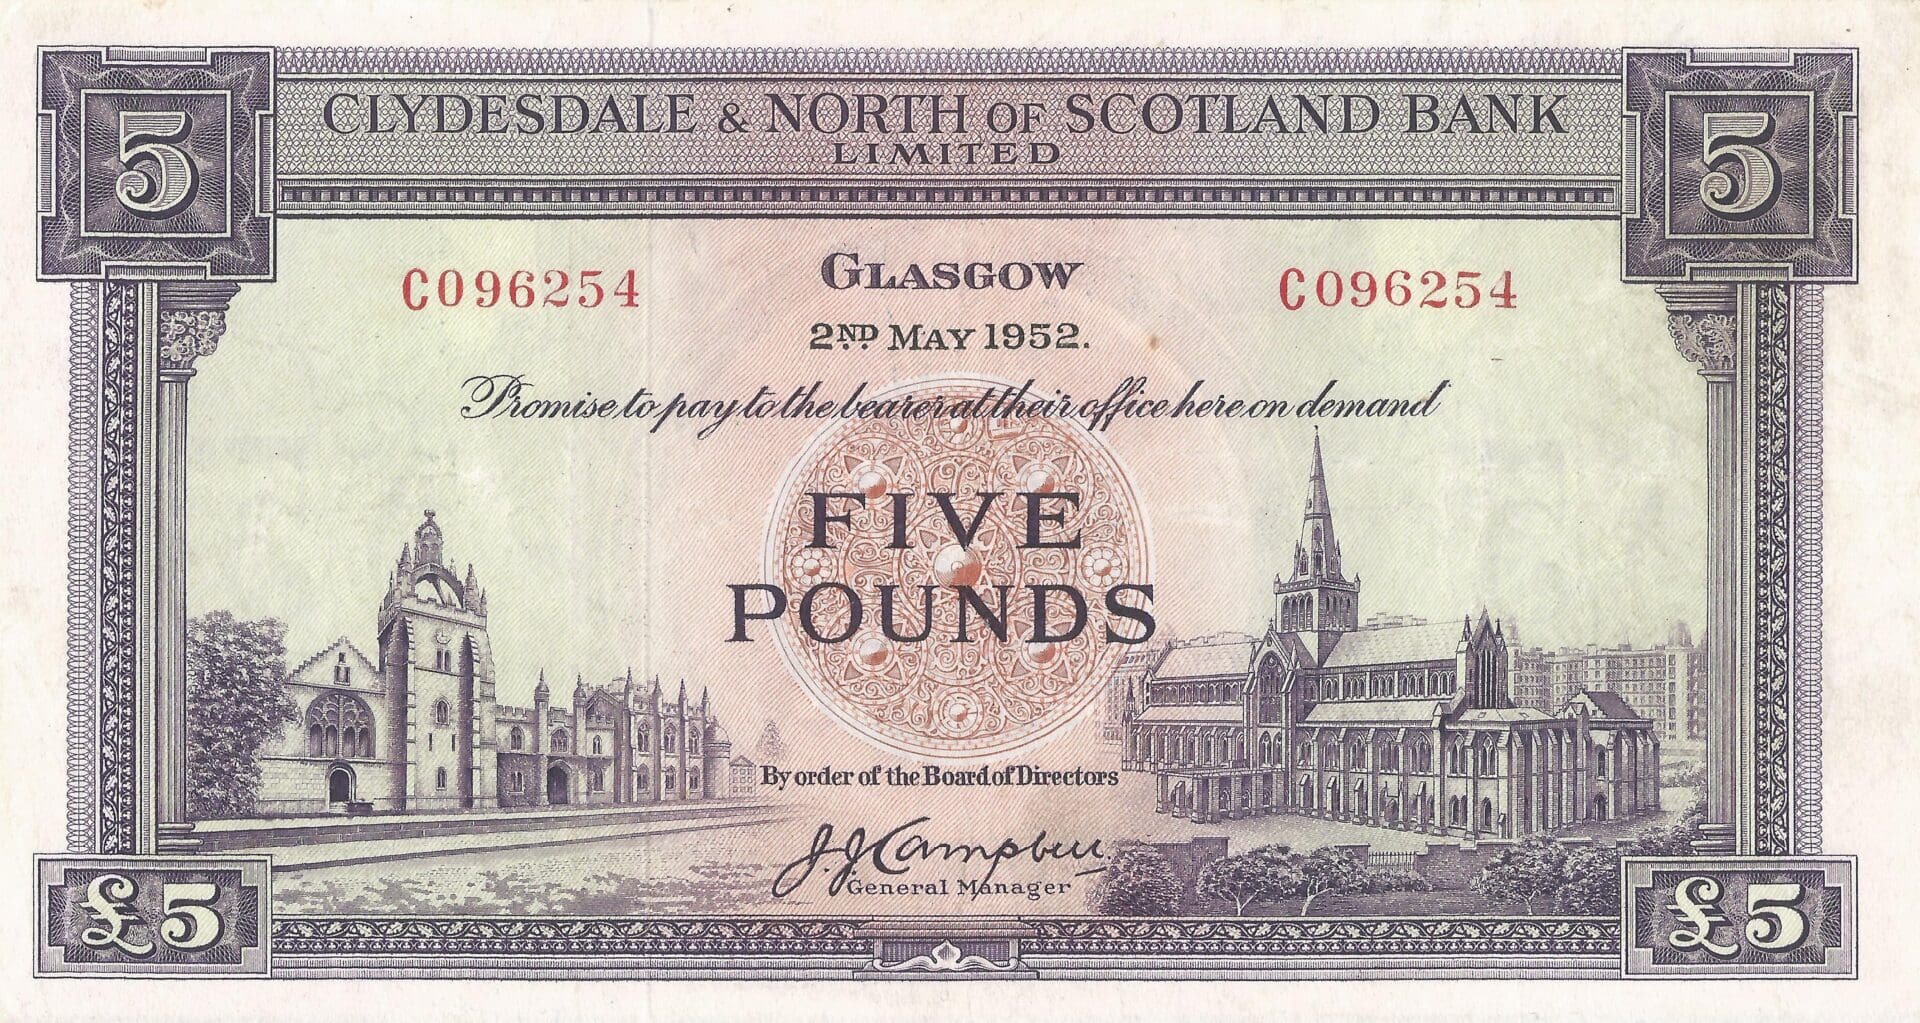 5 5
CLYDESDALE & NORTH OF SCOTLAND BANK
LIMITED
GLASGOW
C096254 C096254
2ND MAY 1952.
Promise to pay to the bearer at their office here on demand
FIVE
POUNDS
By order of the Board of Directors
J.J. Campbell
General Manager
£5 £5